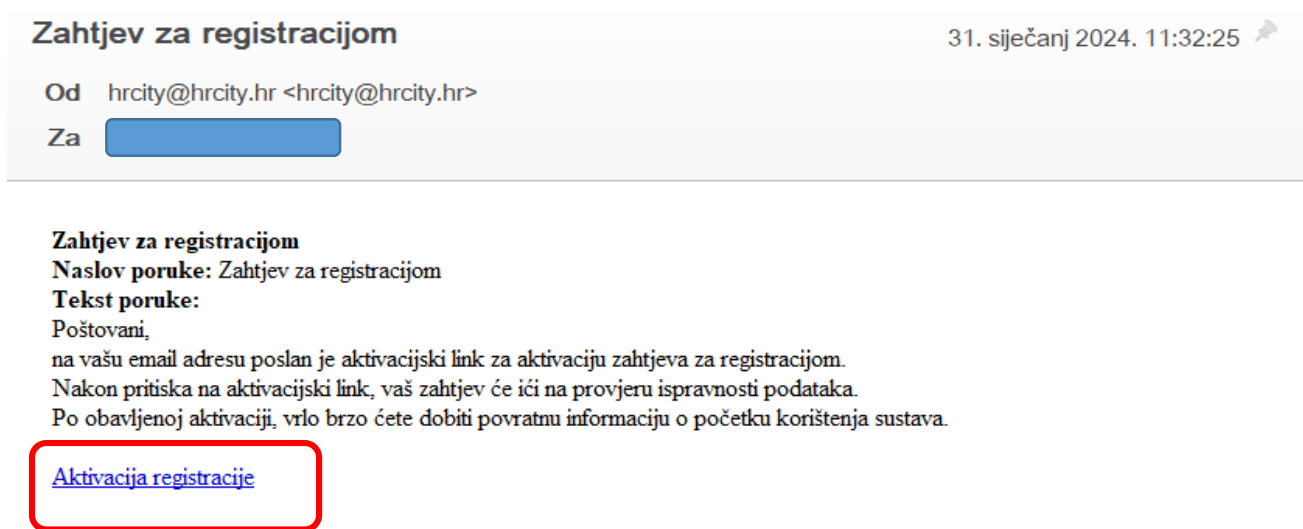 Zahtjev za registracijom
31. siječanj 2024. 11:32:25
Od hrcity@hrcity.hr <hrcity@hrcity.hr>
Za
Zahtjev za registracijom
Naslov poruke: Zahtjev za registracijom
Tekst poruke:
Poštovani,
na vašu email adresu poslan je aktivacijski link za aktivaciju zahtjeva za registracijom.
Nakon pritiska na aktivacijski link, vaš zahtjev će ići na provjeru ispravnosti podataka.
Po obavljenoj aktivaciji, vrlo brzo ćete dobiti povratnu informaciju o početku korištenja sustava.
Aktivacija registracije